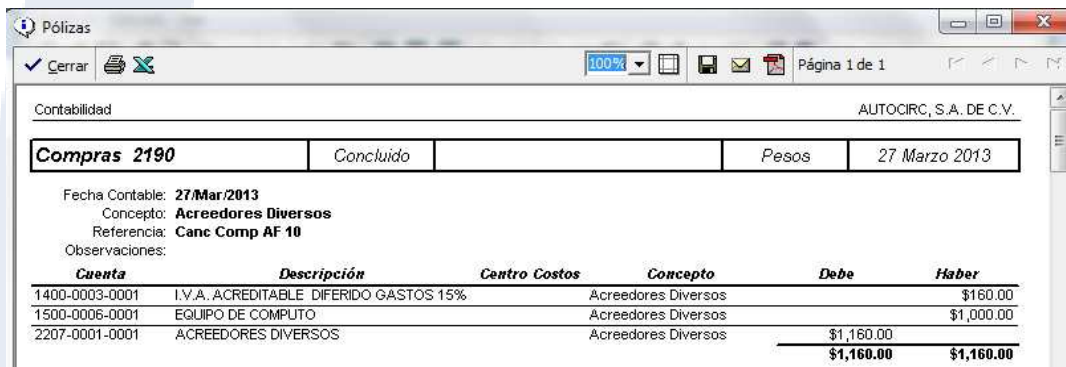 Pólizas
Cerrar 100% Página 1 de 1
Contabilidad AUTOCIRC, S.A. DE C.V.
Compras 2190 Concluido Pesos 27 Marzo 2013
Fecha Contable: 27/Mar/2013
Concepto: Acreedores Diversos
Referencia: Canc Comp AF 10
Observaciones:
Cuenta Descripción Centro Costos Concepto Debe Haber
1400-0003-0001 I.V.A. ACREDITABLE DIFERIDO GASTOS 15% Acreedores Diversos $160.00
1500-0006-0001 EQUIPO DE COMPUTO Acreedores Diversos $1,000.00
2207-0001-0001 ACREEDORES DIVERSOS Acreedores Diversos $1,160.00
$1,160.00 $1,160.00